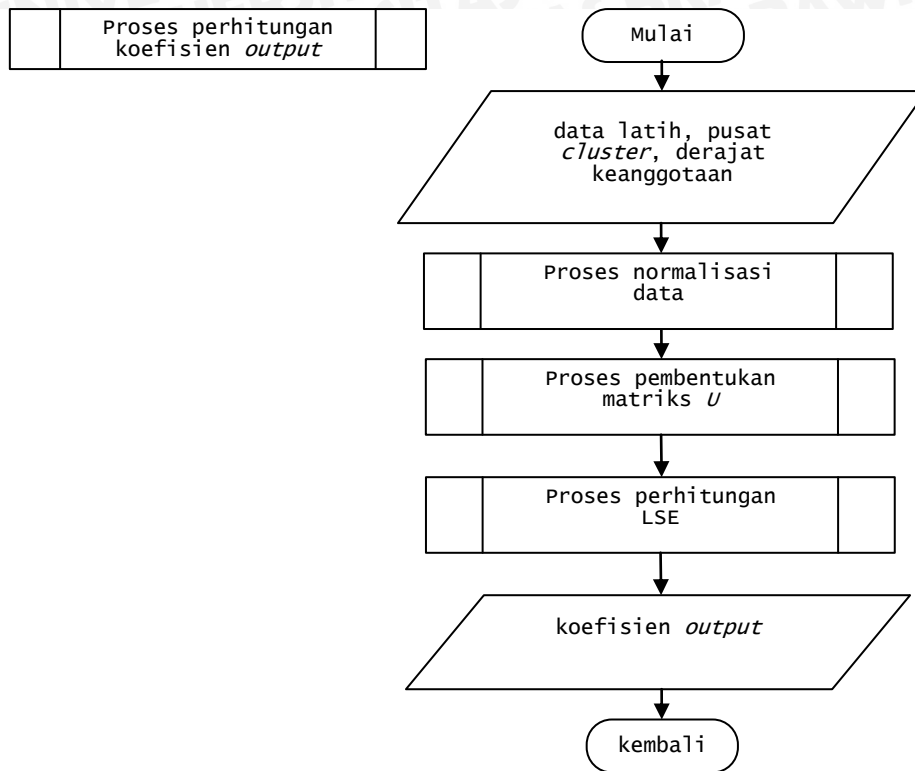 Proses perhitungan
koefisien output
Mulai
data latih, pusat
cluster, derajat
keanggotaan
Proses normalisasi
data
Proses pembentukan
matriks U
Proses perhitungan
LSE
koefisien output
kembali